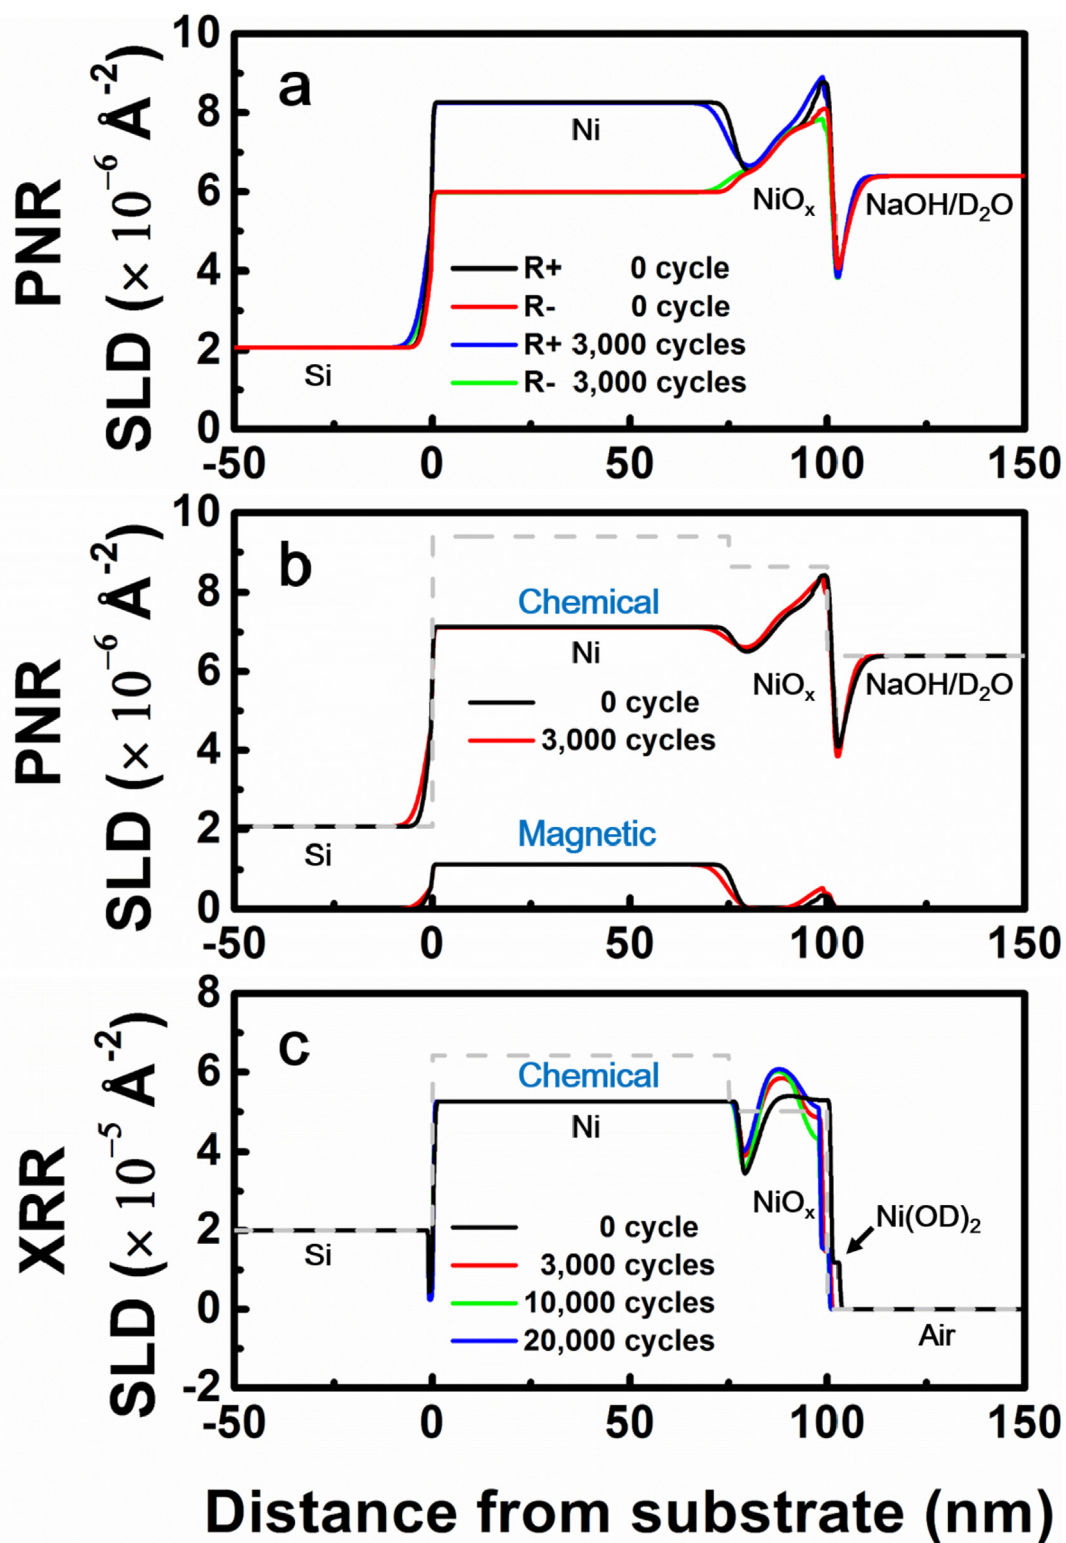 PNR
SLD (× 10⁻⁶ Å⁻²)
10
8
6
4
2
0
a
Ni
NiOₓ
NaOH/D₂O
R+ 0 cycle
R- 0 cycle
R+ 3,000 cycles
R- 3,000 cycles
Si
-50 0 50 100 150
PNR
SLD (× 10⁻⁶ Å⁻²)
10
8
6
4
2
0
b
Chemical
Ni
NiOₓ
NaOH/D₂O
0 cycle
3,000 cycles
Si
Magnetic
-50 0 50 100 150
XRR
SLD (× 10⁻⁵ Å⁻²)
8
6
4
2
0
-2
c
Chemical
Ni
NiOₓ
Ni(OD)₂
Si
0 cycle
3,000 cycles
10,000 cycles
20,000 cycles
Air
-50 0 50 100 150
Distance from substrate (nm)